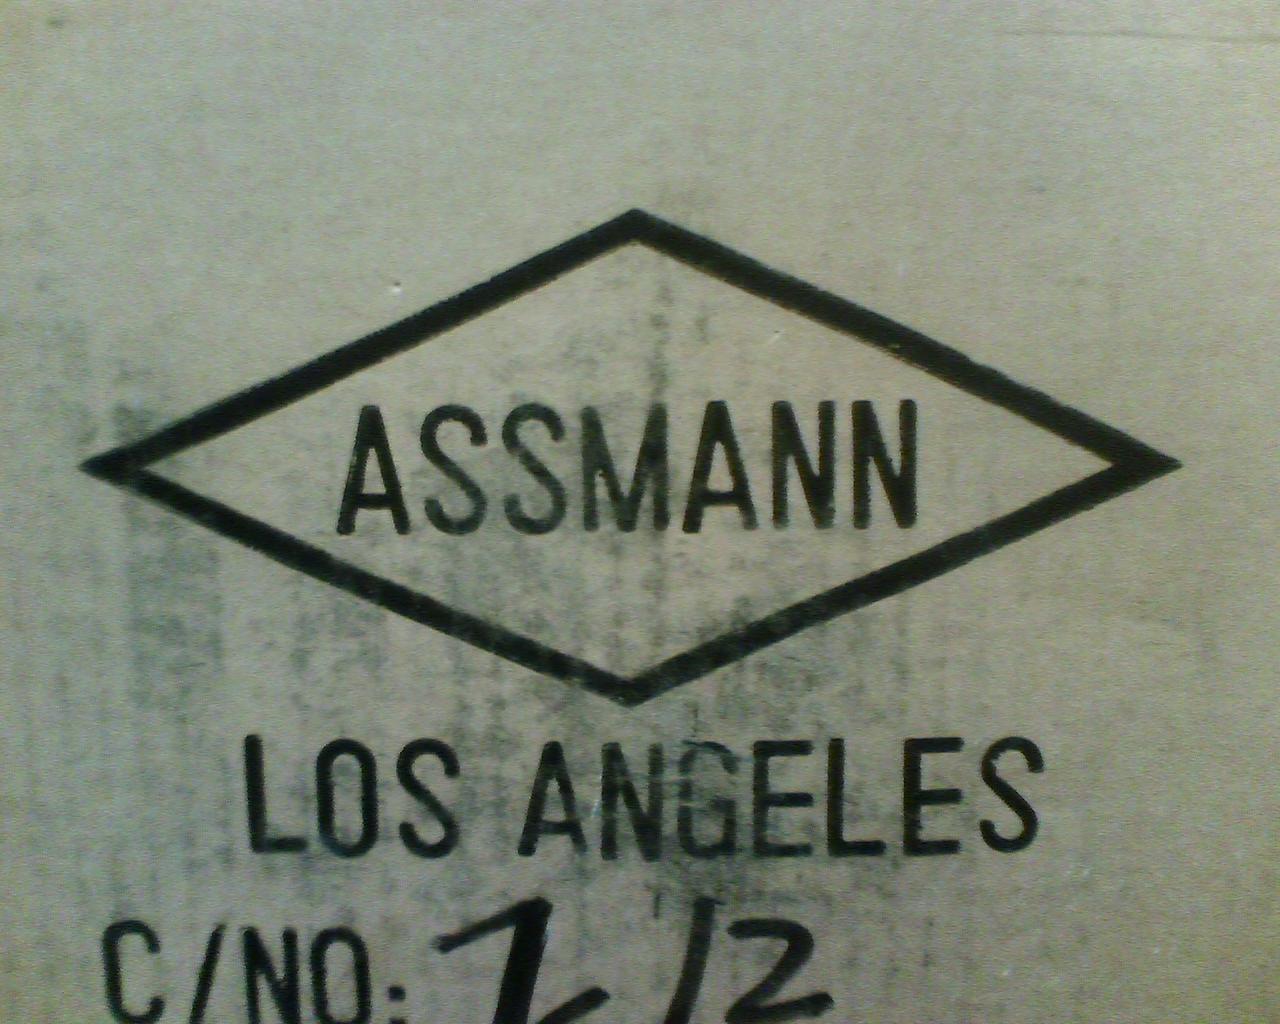 ASSMANN
LOS ANGELES
C/NO: 1/2